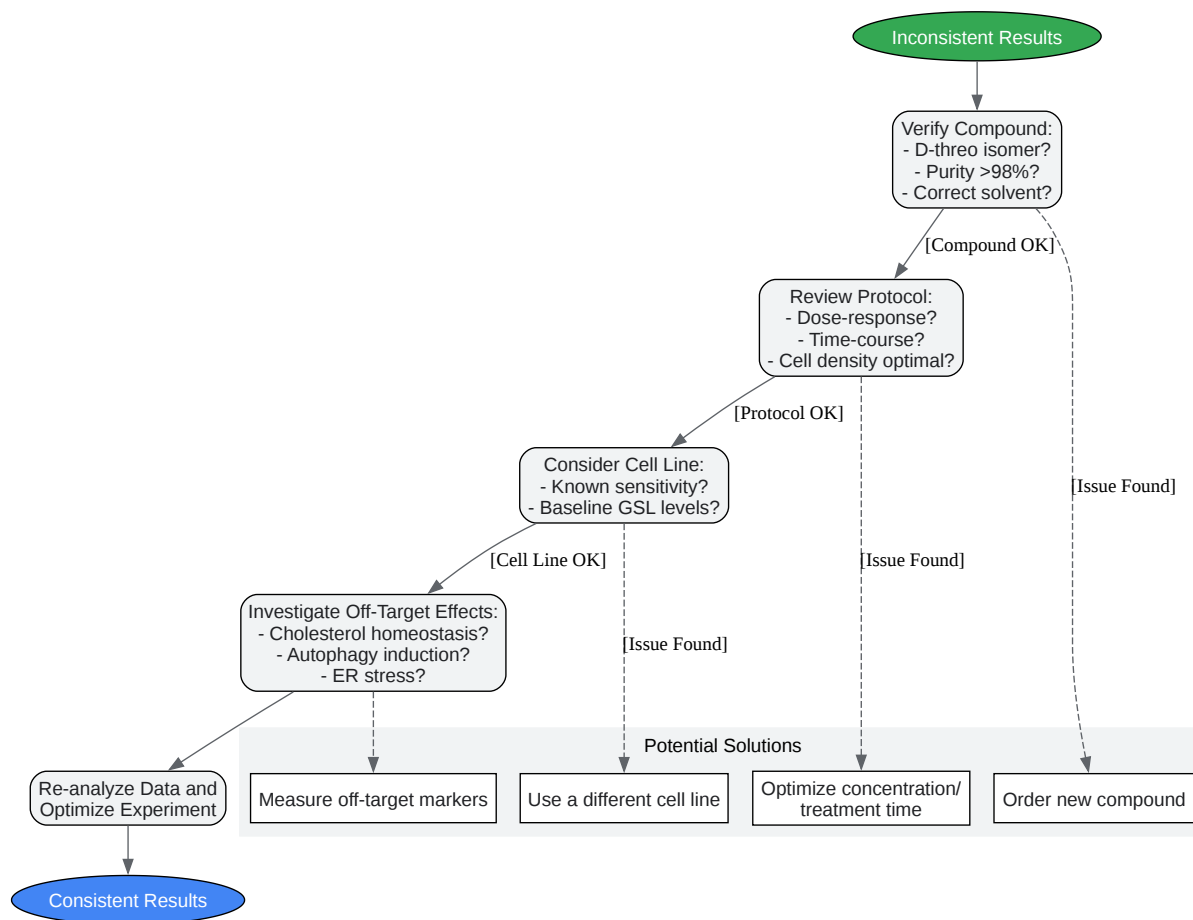 Inconsistent Results
Verify Compound:
- D-threo isomer?
- Purity >98%?
- Correct solvent?
[Compound OK]
Review Protocol:
- Dose-response?
- Time-course?
- Cell density optimal?
[Protocol OK]
Consider Cell Line:
- Known sensitivity?
- Baseline GSL levels?
[Issue Found]
[Cell Line OK]
[Issue Found]
Investigate Off-Target Effects:
- Cholesterol homeostasis?
- Autophagy induction?
- ER stress?
[Issue Found]
Potential Solutions
Re-analyze Data and
Optimize Experiment
Measure off-target markers
Use a different cell line
Optimize concentration/
treatment time
Order new compound
Consistent Results